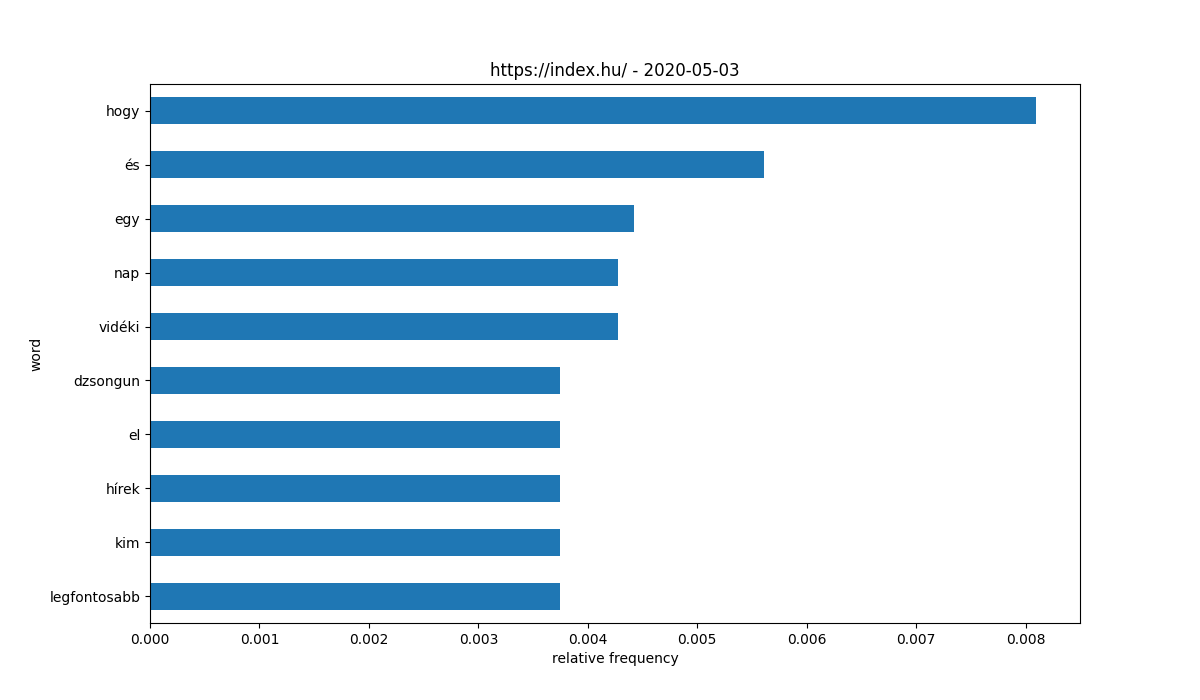 https://index.hu/ - 2020-05-03
hogy
és
egy
nap
vidéki
dzsongun
el
hírek
kim
legfontosabb
word
0.000 0.001 0.002 0.003 0.004 0.005 0.006 0.007 0.008
relative frequency